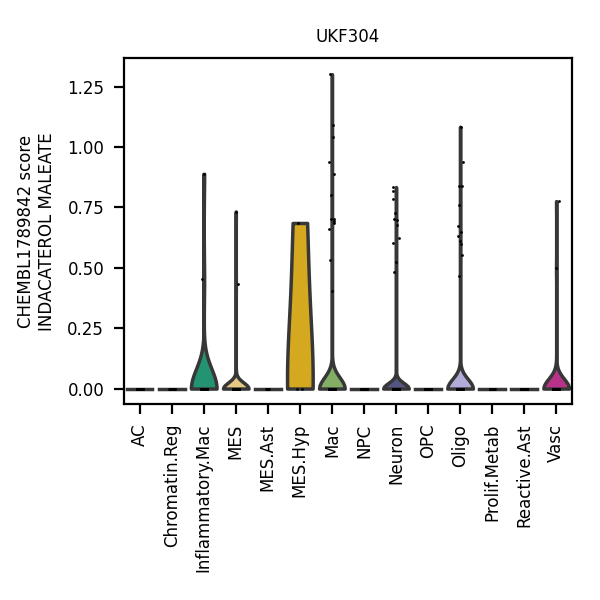 UKF304
CHEMBL1789842 score
INDACATEROL MALEATE
1.25
1.00
0.75
0.50
0.25
0.00
AC
Chromatin.Reg
Inflammatory.Mac
MES
MES.Ast
MES.Hyp
Mac
NPC
Neuron
OPC
Oligo
Prolif.Metab
Reactive.Ast
Vasc